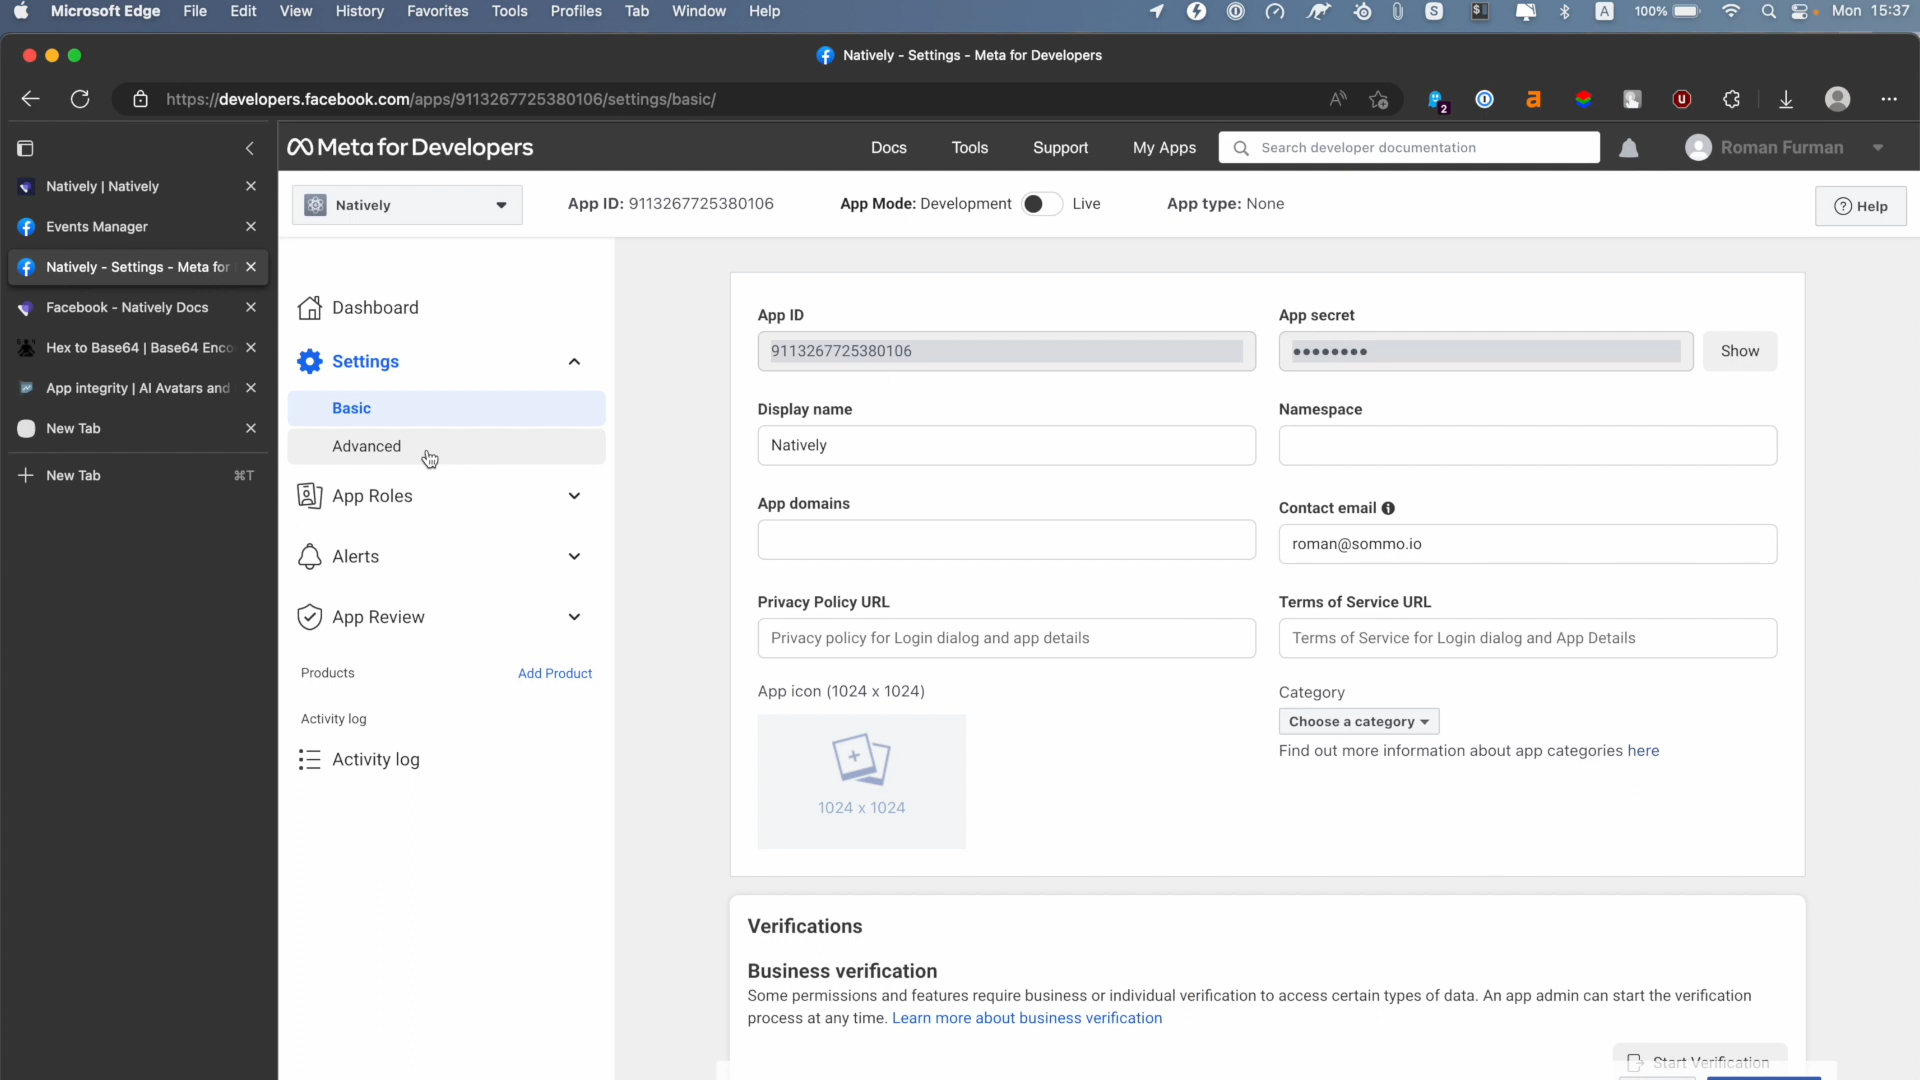 Microsoft Edge File Edit View History Favorites Tools Profiles Tab Window Help
S $ A 100% Mon 15:37
Natively - Settings - Meta for Developers
https://developers.facebook.com/apps/9113267725380106/settings/basic/
2
Natively | Natively
Events Manager
Natively - Settings - Meta for
Facebook - Natively Docs
Hex to Base64 | Base64 Enco
App integrity | AI Avatars and
New Tab
New Tab ⌘T
Meta for Developers
Docs Tools Support My Apps
Search developer documentation
Roman Furman
Natively
App ID: 9113267725380106
App Mode: Development Live
App type: None
Help
Dashboard
Settings
Basic
Advanced
App Roles
Alerts
App Review
Products Add Product
Activity log
Activity log
App ID
9113267725380106
App secret
●●●●●●●●
Show
Display name
Natively
Namespace
App domains
Contact email
roman@sommo.io
Privacy Policy URL
Privacy policy for Login dialog and app details
Terms of Service URL
Terms of Service for Login dialog and App Details
App icon (1024 x 1024)
1024 x 1024
Category
Choose a category
Find out more information about app categories here
Verifications
Business verification
Some permissions and features require business or individual verification to access certain types of data. An app admin can start the verification
process at any time. Learn more about business verification
Start Verification